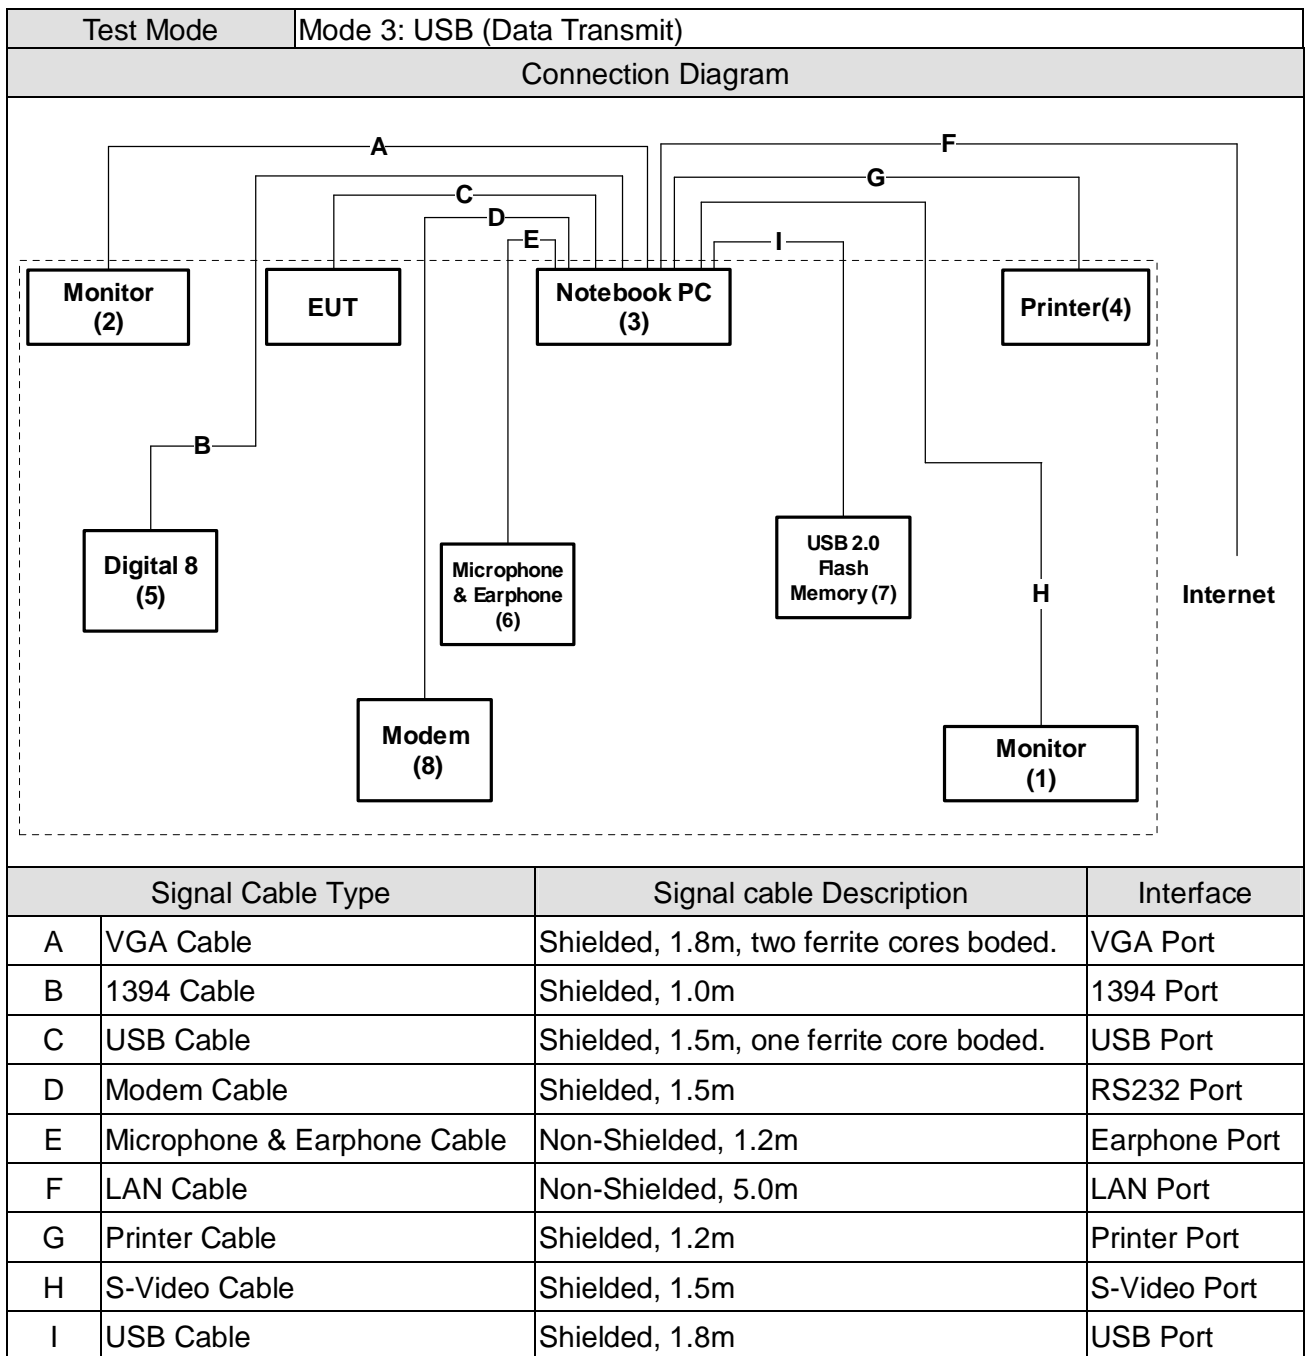 Test Mode Mode 3: USB (Data Transmit)
Connection Diagram
A
F
G
C
D
E
I
Monitor
(2)
EUT
Notebook PC
(3)
Printer(4)
B
Digital 8
(5)
Microphone
& Earphone
(6)
USB 2.0
Flash
Memory (7)
H
Internet
Modem
(8)
Monitor
(1)
Signal Cable Type Signal cable Description Interface
A VGA Cable Shielded, 1.8m, two ferrite cores boded. VGA Port
B 1394 Cable Shielded, 1.0m 1394 Port
C USB Cable Shielded, 1.5m, one ferrite core boded. USB Port
D Modem Cable Shielded, 1.5m RS232 Port
E Microphone & Earphone Cable Non-Shielded, 1.2m Earphone Port
F LAN Cable Non-Shielded, 5.0m LAN Port
G Printer Cable Shielded, 1.2m Printer Port
H S-Video Cable Shielded, 1.5m S-Video Port
I USB Cable Shielded, 1.8m USB Port